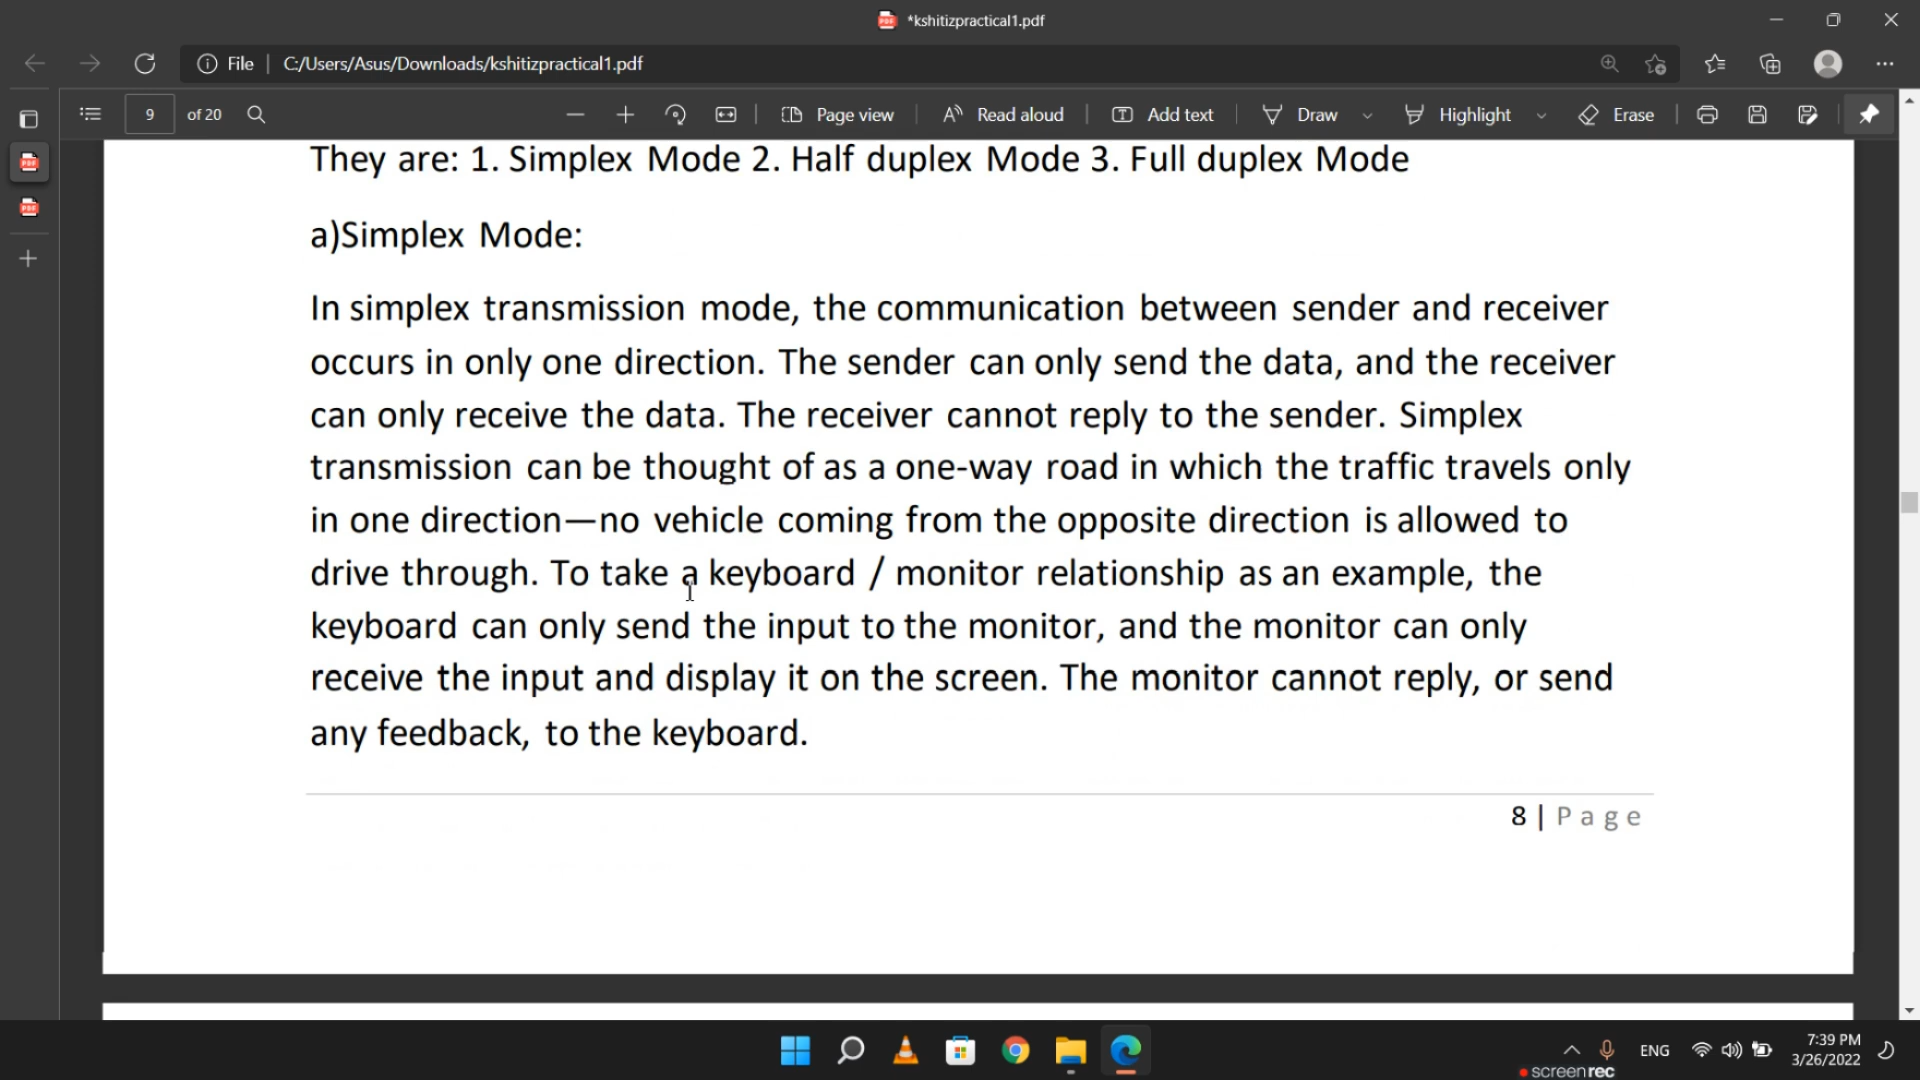 *kshitizpractical1.pdf
File
C:/Users/Asus/Downloads/kshitizpractical1.pdf
9 of 20
Page view
Read aloud
Add text
Draw
Highlight
Erase
They are: 1. Simplex Mode 2. Half duplex Mode 3. Full duplex Mode
a)Simplex Mode:
In simplex transmission mode, the communication between sender and receiver
occurs in only one direction. The sender can only send the data, and the receiver
can only receive the data. The receiver cannot reply to the sender. Simplex
transmission can be thought of as a one-way road in which the traffic travels only
in one direction—no vehicle coming from the opposite direction is allowed to
drive through. To take a keyboard / monitor relationship as an example, the
keyboard can only send the input to the monitor, and the monitor can only
receive the input and display it on the screen. The monitor cannot reply, or send
any feedback, to the keyboard.
8 | Page
ENG
7:39 PM
3/26/2022
screenrec